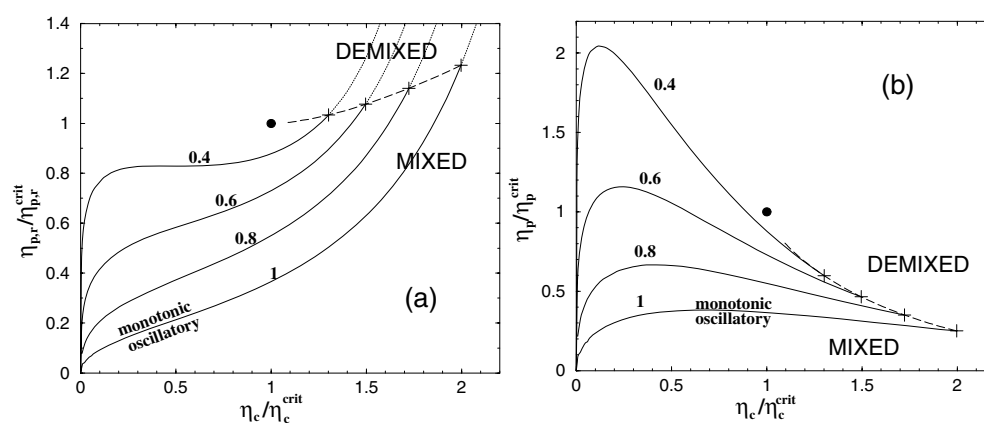 1.4
1.2
1
0.8
0.6
0.4
0.2
0
η_p,r/η_p,r^crit
DEMIXED
MIXED
0.4
0.6
0.8
1
monotonic
oscillatory
(a)
0
0.5
1
1.5
2
η_c/η_c^crit
2
1.5
1
0.5
0
η_p/η_p^crit
(b)
0.4
0.6
0.8
1
monotonic
oscillatory
DEMIXED
MIXED
0
0.5
1
1.5
2
η_c/η_c^crit